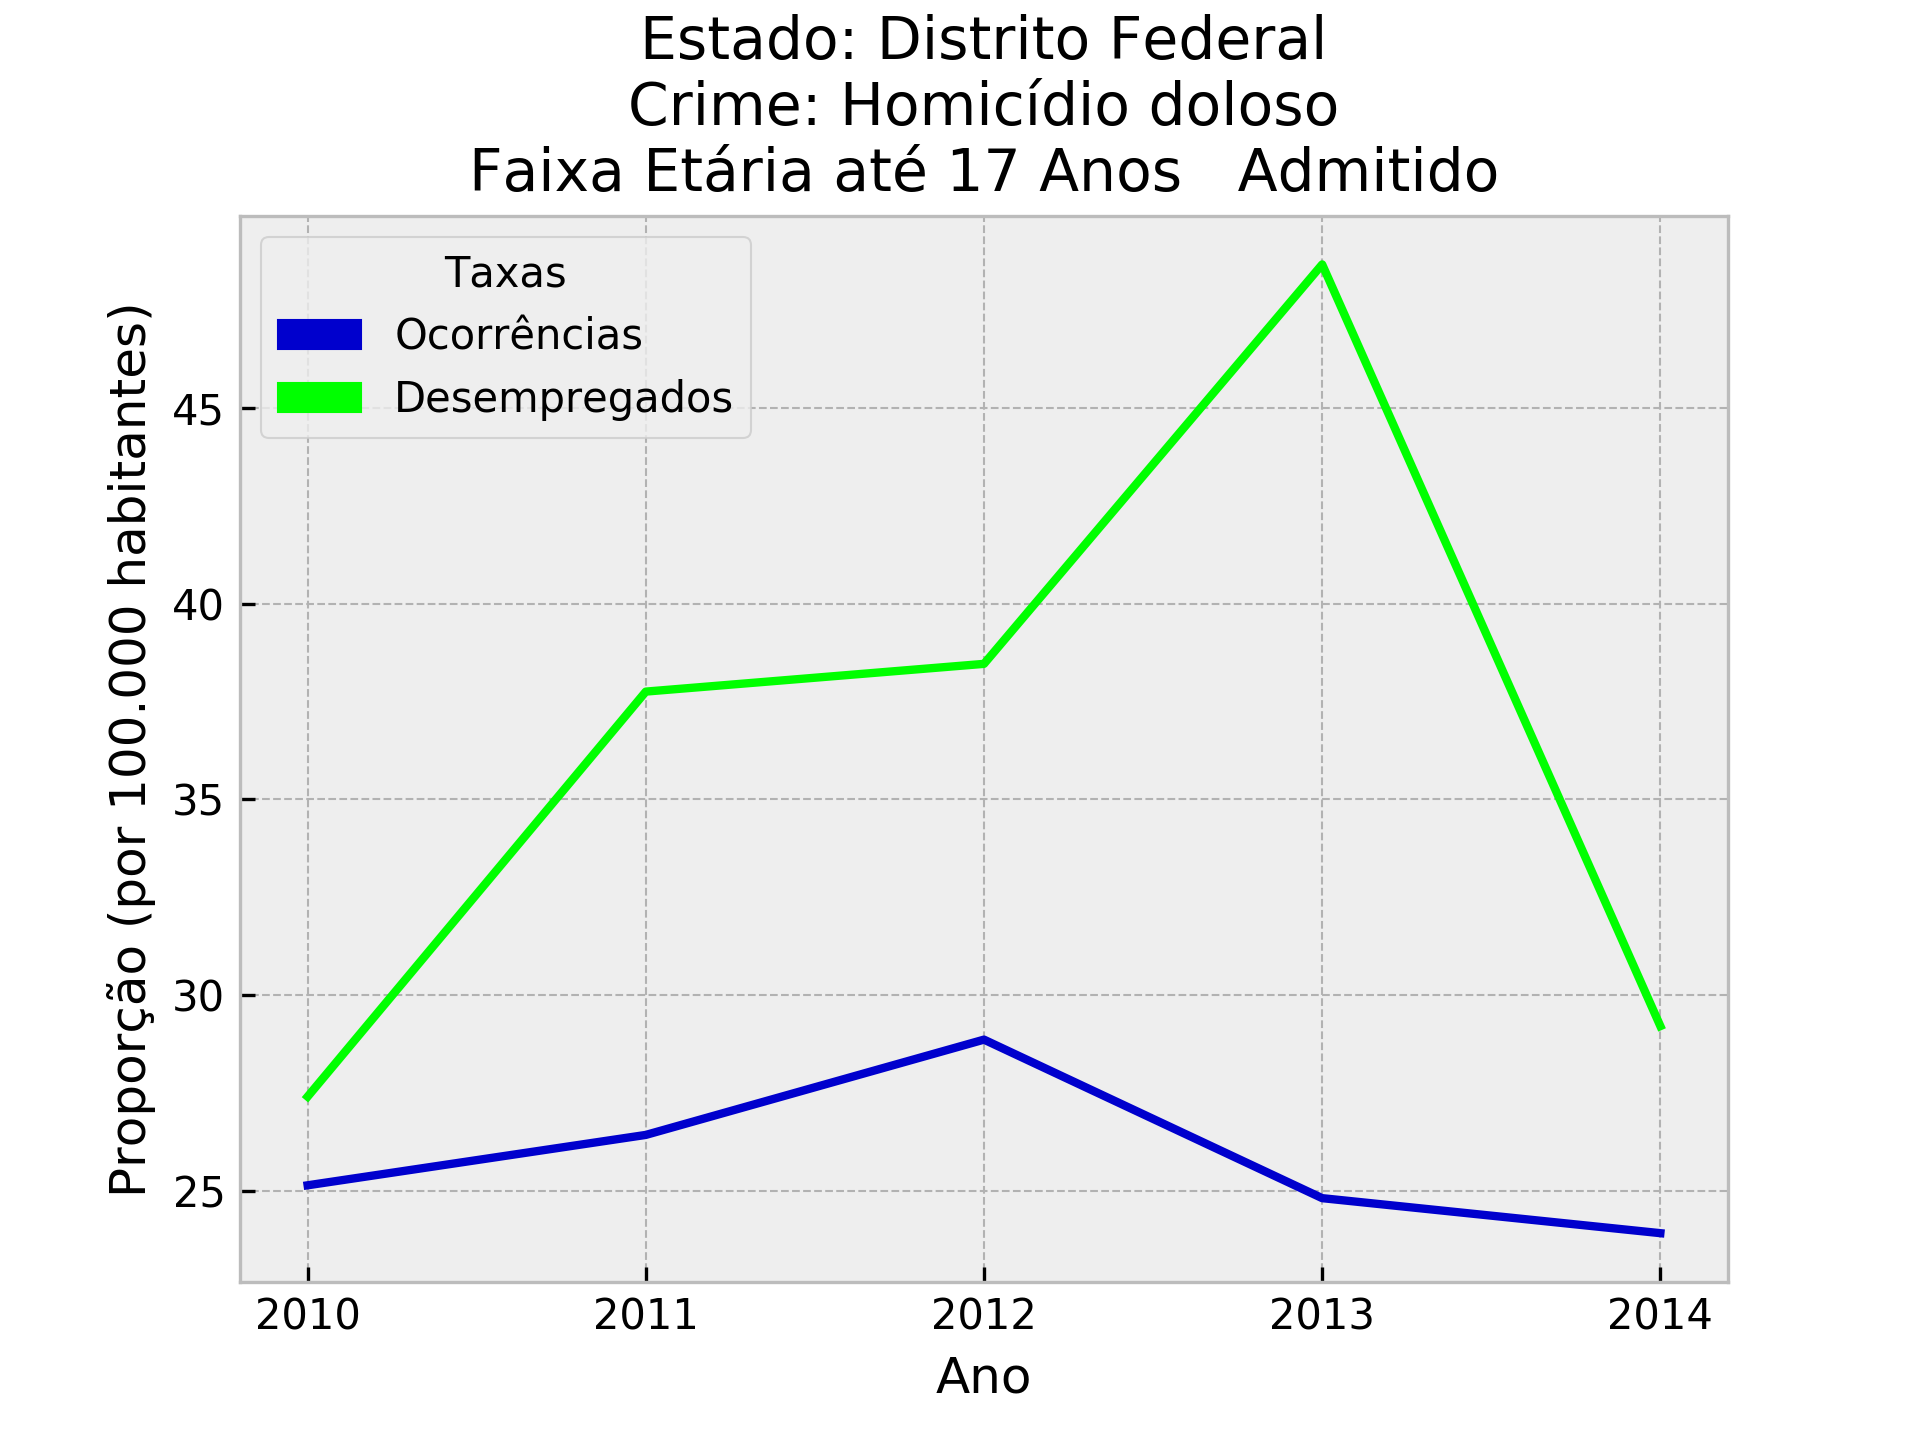 Estado: Distrito Federal
Crime: Homicídio doloso
Faixa Etária até 17 Anos   Admitido
Taxas
Ocorrências
Desempregados
Proporção (por 100.000 habitantes)
45
40
35
30
25
2010
2011
2012
2013
2014
Ano